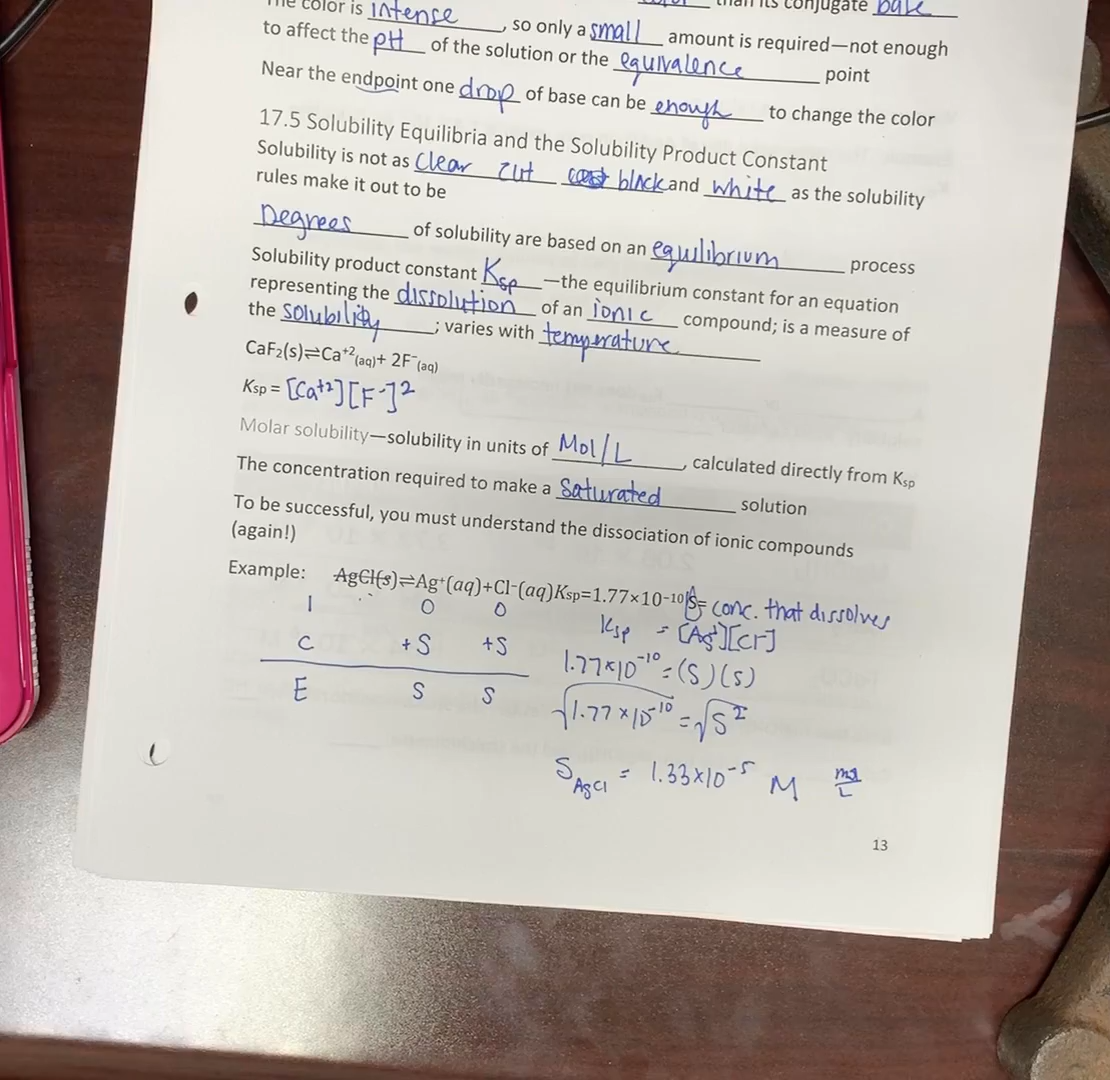 The color is intense, so only a small amount is required—not enough
than its conjugate base
to affect the pH of the solution or the equivalence point
Near the endpoint one drop of base can be enough to change the color
17.5 Solubility Equilibria and the Solubility Product Constant
Solubility is not as clear cut black and white as the solubility
rules make it out to be
Degrees of solubility are based on an equilibrium process
Solubility product constant Ksp—the equilibrium constant for an equation
representing the dissolution of an ionic compound; is a measure of
the solubility; varies with temperature
CaF₂(s)⇌Ca⁺²(aq)+ 2F⁻(aq)
Ksp = [Ca⁺²][F⁻]²
Molar solubility—solubility in units of Mol/L, calculated directly from Ksp
The concentration required to make a Saturated solution
To be successful, you must understand the dissociation of ionic compounds
(again!)
Example: AgCl(s)⇌Ag⁺(aq)+Cl⁻(aq)Ksp=1.77×10⁻¹⁰ S= conc. that dissolves
I 0 0 Ksp = [Ag⁺][Cl⁻]
C +S +S 1.77×10⁻¹⁰ = (S)(S)
E S S √1.77×10⁻¹⁰ = √S²
S AgCl = 1.33×10⁻⁵ M
13